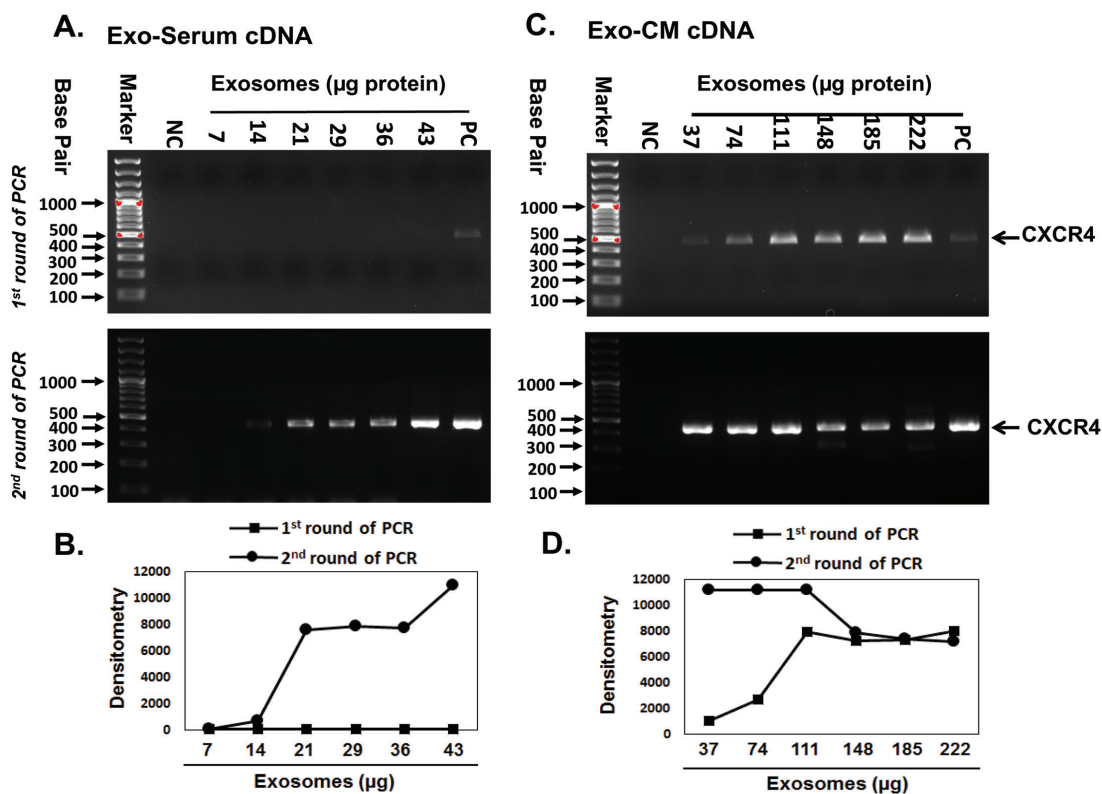 A. Exo-Serum cDNA
Exosomes (µg protein)
Base Pair
Marker
NC
7
14
21
29
36
43
PC
1st round of PCR
1000
500
400
300
200
100
2nd round of PCR
1000
500
400
300
200
100
B.
1st round of PCR
2nd round of PCR
Densitometry
12000
10000
8000
6000
4000
2000
0
7 14 21 29 36 43
Exosomes (µg)
C. Exo-CM cDNA
Exosomes (µg protein)
Base Pair
Marker
NC
37
74
111
148
185
222
PC
1000
500
400
300
200
100
CXCR4
1000
500
400
300
200
100
CXCR4
D.
1st round of PCR
2nd round of PCR
Densitometry
12000
10000
8000
6000
4000
2000
0
37 74 111 148 185 222
Exosomes (µg)